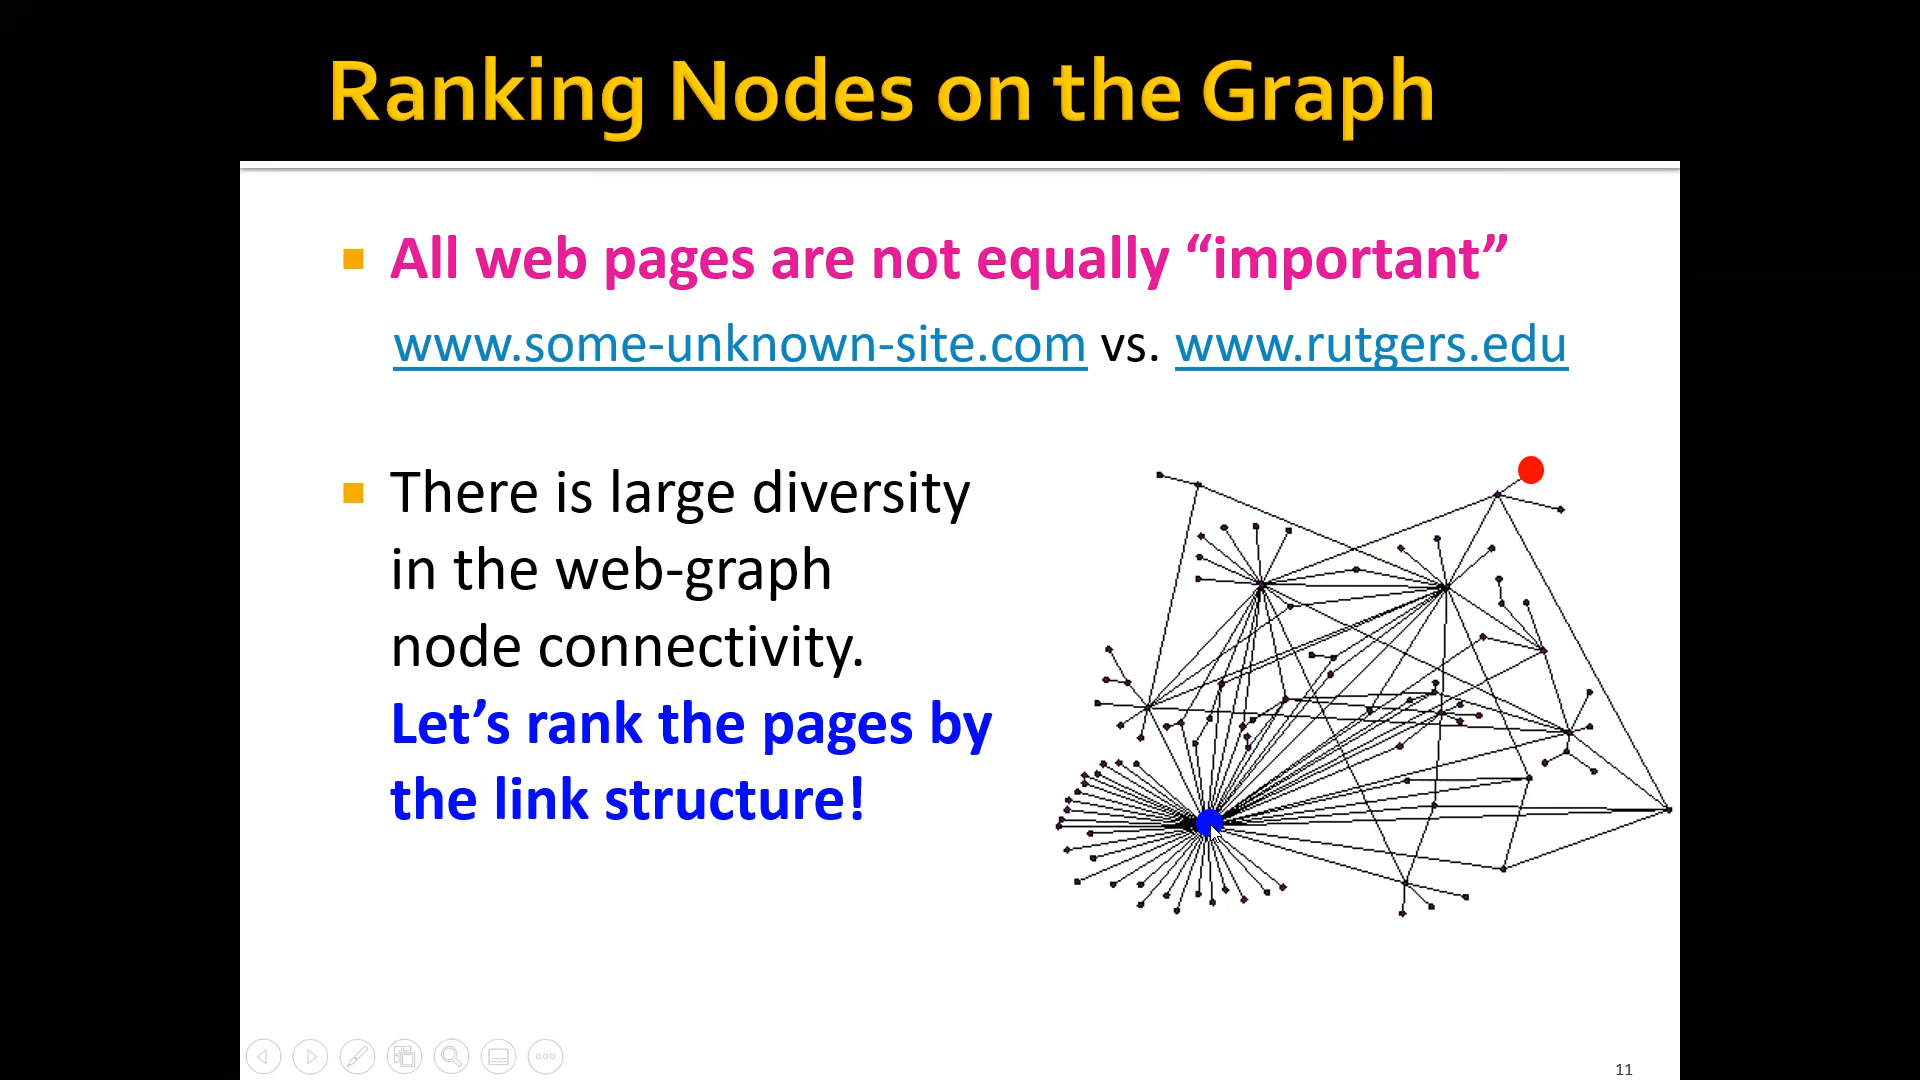 Ranking Nodes on the Graph
All web pages are not equally “important”
www.some-unknown-site.com vs. www.rutgers.edu
There is large diversity
in the web-graph
node connectivity.
Let’s rank the pages by
the link structure!
11